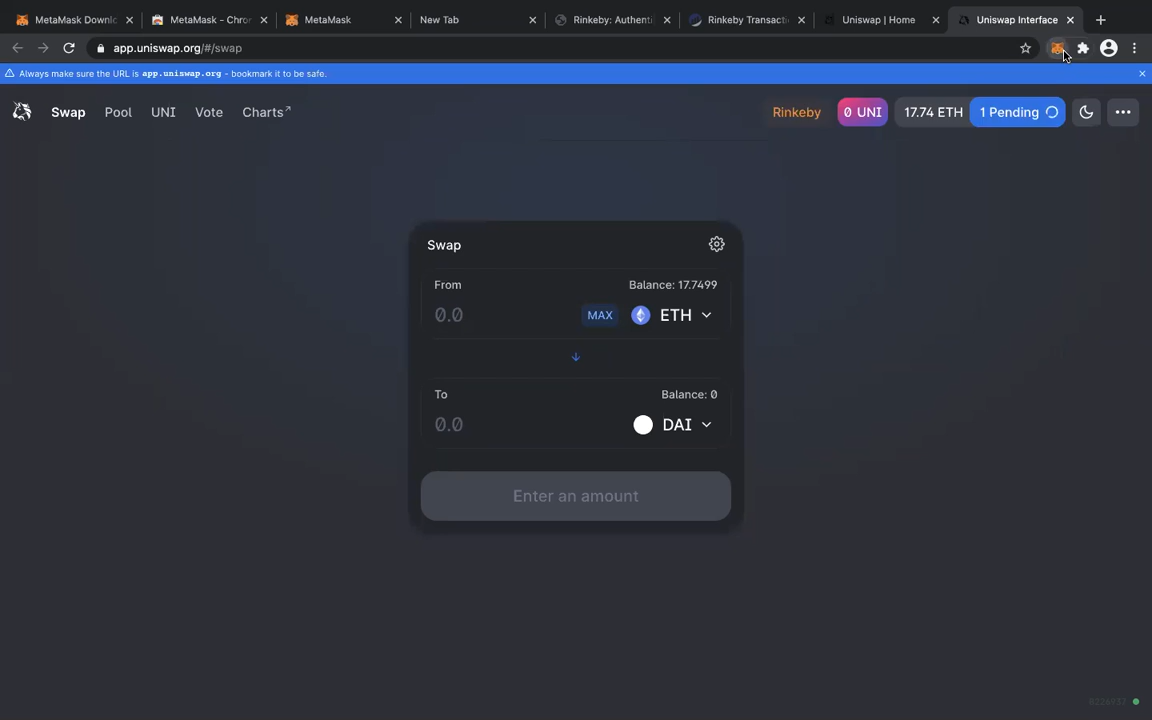 MetaMask Downlo
MetaMask - Chron
MetaMask
New Tab
Rinkeby: Authenti
Rinkeby Transactio
Uniswap | Home
Uniswap Interface
app.uniswap.org/#/swap
Always make sure the URL is app.uniswap.org - bookmark it to be safe.
Swap
Pool
UNI
Vote
Charts↗
Rinkeby
0 UNI
17.74 ETH
1 Pending
Swap
From
Balance: 17.7499
0.0
MAX
ETH
To
Balance: 0
0.0
DAI
Enter an amount